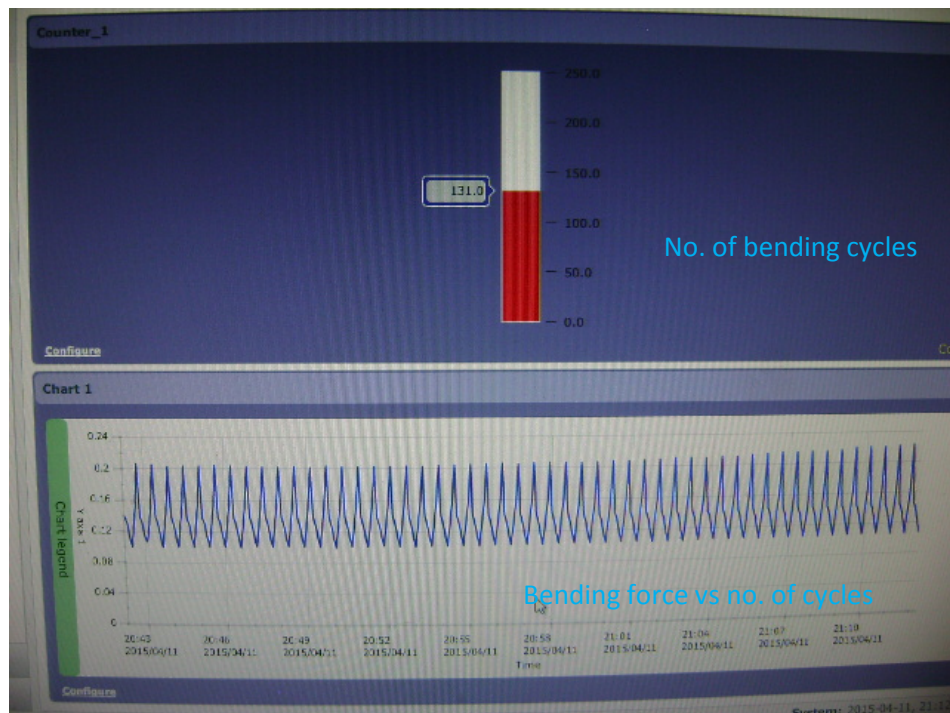 Counter_1
250.0
200.0
150.0
131.0
100.0
No. of bending cycles
50.0
0.0
Configure
Chart 1
Chart legend
Y axis 1
0.24
0.2
0.16
0.12
0.08
0.04
0
Bending force vs no. of cycles
20:43 20:46 20:49 20:52 20:55 20:58 21:01 21:04 21:07 21:10
2015/04/11 2015/04/11 2015/04/11 2015/04/11 2015/04/11 2015/04/11 2015/04/11 2015/04/11 2015/04/11 2015/04/11
Time
Configure
System: 2015-04-11,